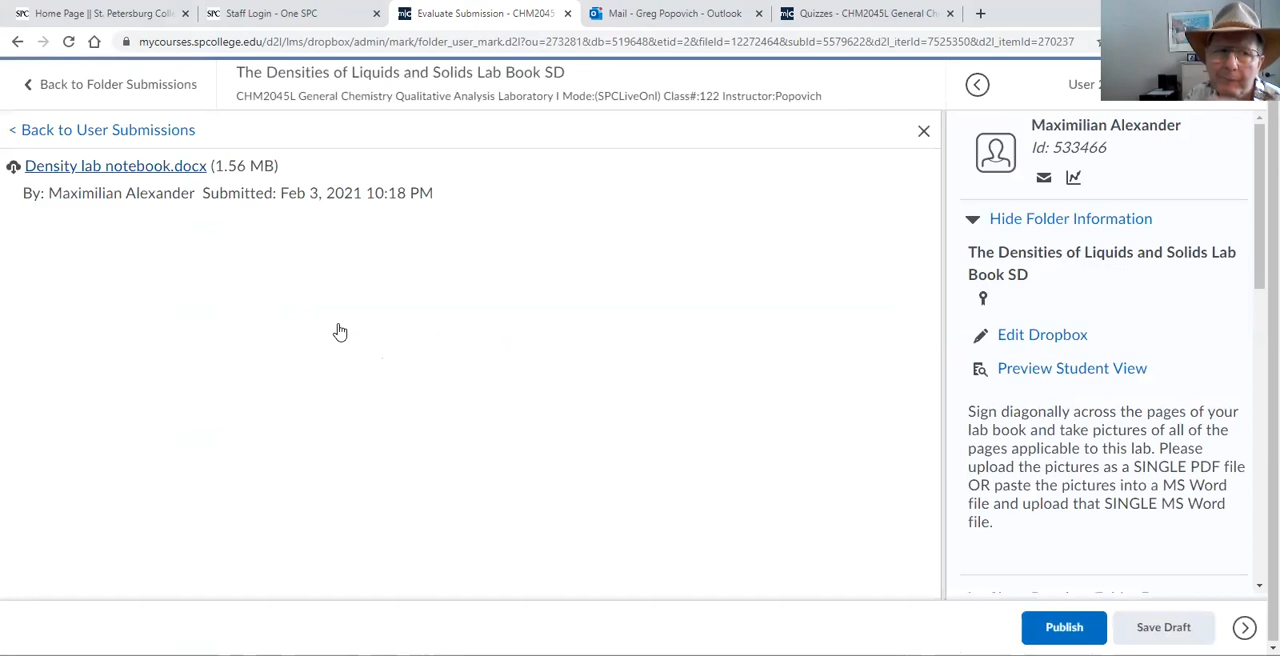 Home Page || St. Petersburg Colle
Staff Login - One SPC
Evaluate Submission - CHM2045
Mail - Greg Popovich - Outlook
Quizzes - CHM2045L General Ch
mycourses.spcollege.edu/d2l/lms/dropbox/admin/mark/folder_user_mark.d2l?ou=273281&db=519648&etid=2&fileId=12272464&subId=5579622&d2l_iterId=7525350&d2l_itemId=270237
Back to Folder Submissions
The Densities of Liquids and Solids Lab Book SD
CHM2045L General Chemistry Qualitative Analysis Laboratory I Mode:(SPCLiveOnl) Class#:122 Instructor:Popovich
User 2
< Back to User Submissions
Density lab notebook.docx (1.56 MB)
By: Maximilian Alexander Submitted: Feb 3, 2021 10:18 PM
Maximilian Alexander
Id: 533466
Hide Folder Information
The Densities of Liquids and Solids Lab
Book SD
Edit Dropbox
Preview Student View
Sign diagonally across the pages of your
lab book and take pictures of all of the
pages applicable to this lab. Please
upload the pictures as a SINGLE PDF file
OR paste the pictures into a MS Word
file and upload that SINGLE MS Word
file.
Publish
Save Draft